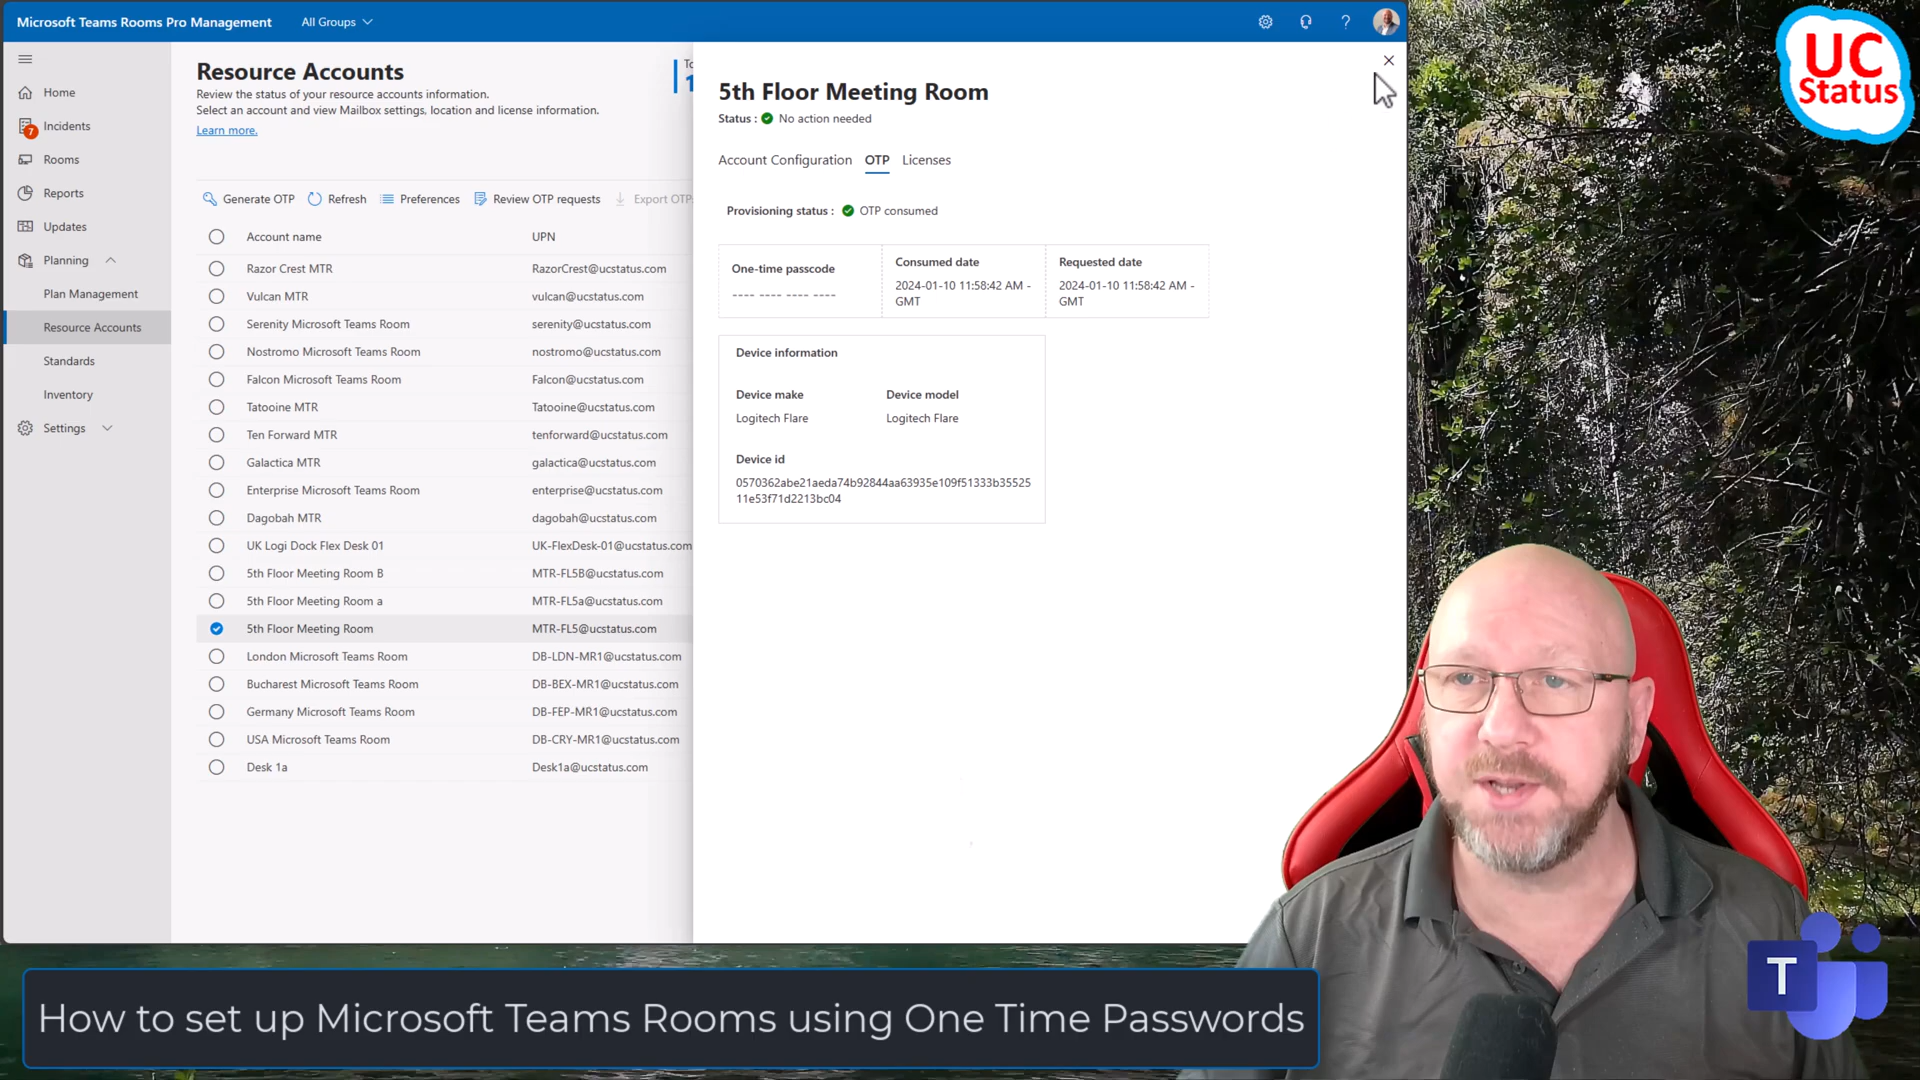 Microsoft Teams Rooms Pro Management
All Groups
UC
Status
Home
7
Incidents
Rooms
Reports
Updates
Planning
Plan Management
Resource Accounts
Standards
Inventory
Settings
Resource Accounts
Review the status of your resource accounts information.
Select an account and view Mailbox settings, location and license information.
Learn more.
To
1
Generate OTP
Refresh
Preferences
Review OTP requests
Export OTP
Account name UPN
Razor Crest MTR RazorCrest@ucstatus.com
Vulcan MTR vulcan@ucstatus.com
Serenity Microsoft Teams Room serenity@ucstatus.com
Nostromo Microsoft Teams Room nostromo@ucstatus.com
Falcon Microsoft Teams Room Falcon@ucstatus.com
Tatooine MTR Tatooine@ucstatus.com
Ten Forward MTR tenforward@ucstatus.com
Galactica MTR galactica@ucstatus.com
Enterprise Microsoft Teams Room enterprise@ucstatus.com
Dagobah MTR dagobah@ucstatus.com
UK Logi Dock Flex Desk 01 UK-FlexDesk-01@ucstatus.com
5th Floor Meeting Room B MTR-FL5B@ucstatus.com
5th Floor Meeting Room a MTR-FL5a@ucstatus.com
5th Floor Meeting Room MTR-FL5@ucstatus.com
London Microsoft Teams Room DB-LDN-MR1@ucstatus.com
Bucharest Microsoft Teams Room DB-BEX-MR1@ucstatus.com
Germany Microsoft Teams Room DB-FEP-MR1@ucstatus.com
USA Microsoft Teams Room DB-CRY-MR1@ucstatus.com
Desk 1a Desk1a@ucstatus.com
5th Floor Meeting Room
Status : No action needed
Account Configuration OTP Licenses
Provisioning status : OTP consumed
One-time passcode
---- ---- ---- ----
Consumed date
2024-01-10 11:58:42 AM -
GMT
Requested date
2024-01-10 11:58:42 AM -
GMT
Device information
Device make Device model
Logitech Flare Logitech Flare
Device id
0570362abe21aeda74b92844aa63935e109f51333b35525
11e53f71d2213bc04
How to set up Microsoft Teams Rooms using One Time Passwords
T